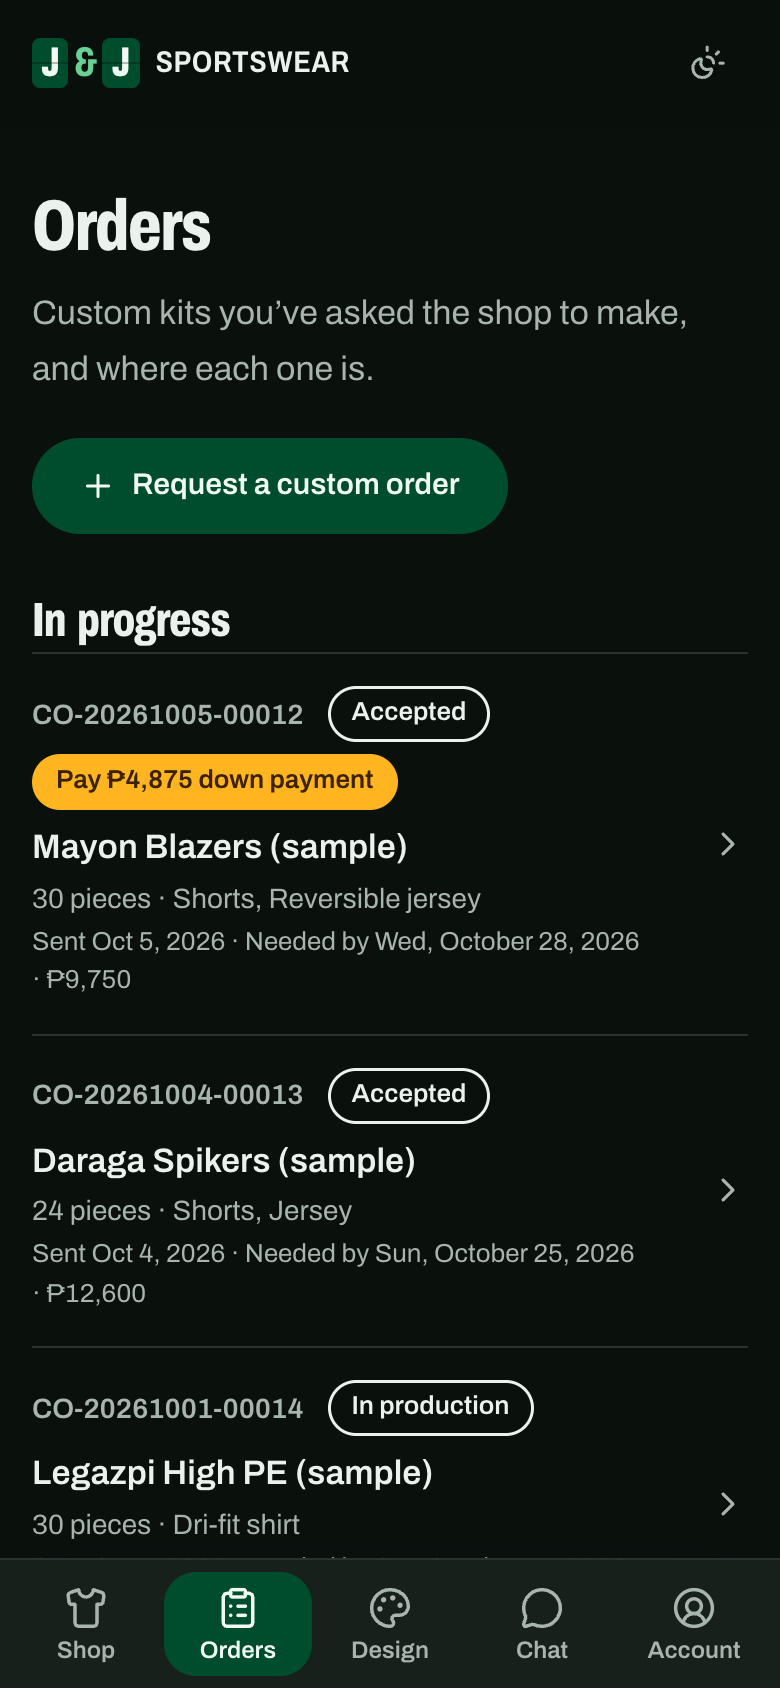 J & J SPORTSWEAR
Orders
Custom kits you’ve asked the shop to make,
and where each one is.
Request a custom order
In progress
CO-20261005-00012 Accepted
Pay ₱4,875 down payment
Mayon Blazers (sample)
30 pieces · Shorts, Reversible jersey
Sent Oct 5, 2026 · Needed by Wed, October 28, 2026
· ₱9,750
CO-20261004-00013 Accepted
Daraga Spikers (sample)
24 pieces · Shorts, Jersey
Sent Oct 4, 2026 · Needed by Sun, October 25, 2026
· ₱12,600
CO-20261001-00014 In production
Legazpi High PE (sample)
30 pieces · Dri-fit shirt
Shop Orders Design Chat Account